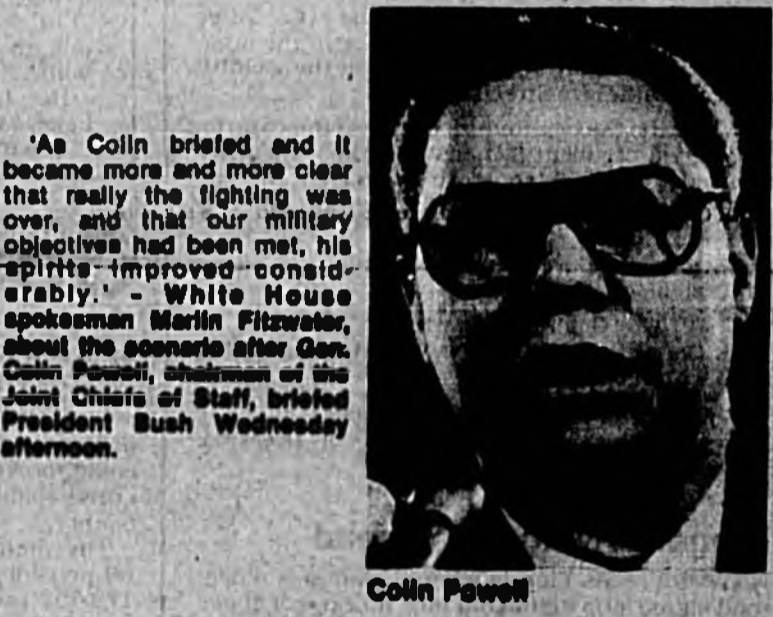 'As Colin briefed and it
became more and more clear
that really the fighting was
over, and that our military
objectives had been met, his
spirits improved consid-
erably.' - White House
spokesman Marlin Fitzwater,
about the scenario after Gen.
Colin Powell, chairman of the
Joint Chiefs of Staff, briefed
President Bush Wednesday
afternoon.
Colin Powell